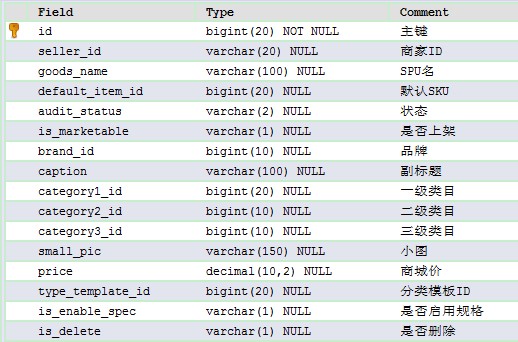 Field Type Comment
id bigint(20) NOT NULL 主键
seller_id varchar(20) NULL 商家ID
goods_name varchar(100) NULL SPU名
default_item_id bigint(20) NULL 默认SKU
audit_status varchar(2) NULL 状态
is_marketable varchar(1) NULL 是否上架
brand_id bigint(10) NULL 品牌
caption varchar(100) NULL 副标题
category1_id bigint(20) NULL 一级类目
category2_id bigint(10) NULL 二级类目
category3_id bigint(10) NULL 三级类目
small_pic varchar(150) NULL 小图
price decimal(10,2) NULL 商城价
type_template_id bigint(20) NULL 分类模板ID
is_enable_spec varchar(1) NULL 是否启用规格
is_delete varchar(1) NULL 是否删除